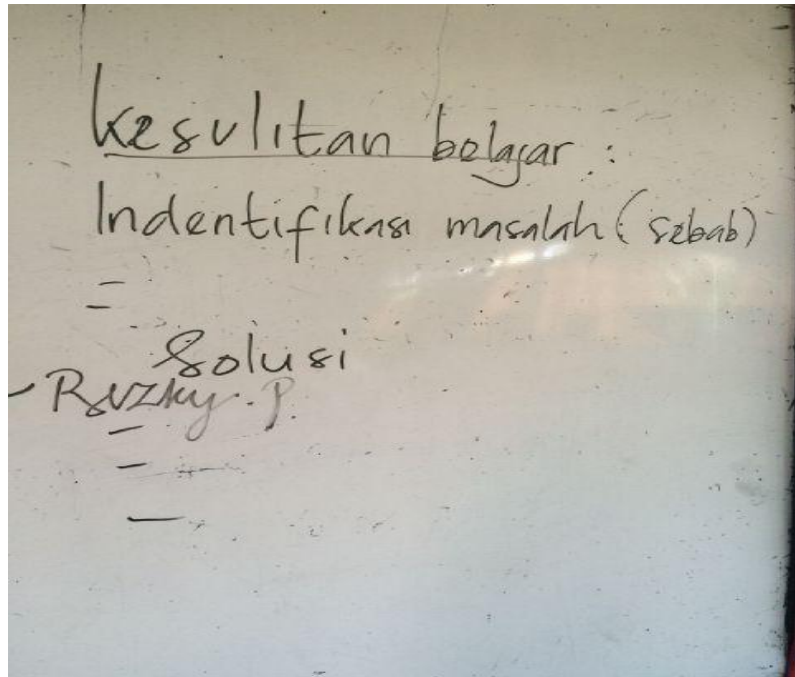 kesulitan belajar :
Indentifikasi masalah (sebab)
=
Solusi
- Rizky. P.
-
-
-